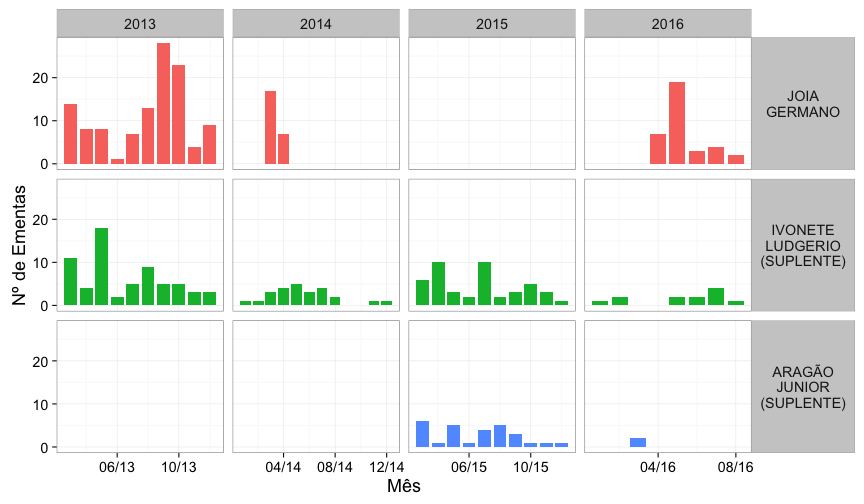 2013
2014
2015
2016
20
10
0
JOIA
GERMANO
20
10
0
IVONETE
LUDGERIO
(SUPLENTE)
20
10
0
ARAGÃO
JUNIOR
(SUPLENTE)
Nº de Ementas
06/13
10/13
04/14
08/14
12/14
06/15
10/15
04/16
08/16
Mês